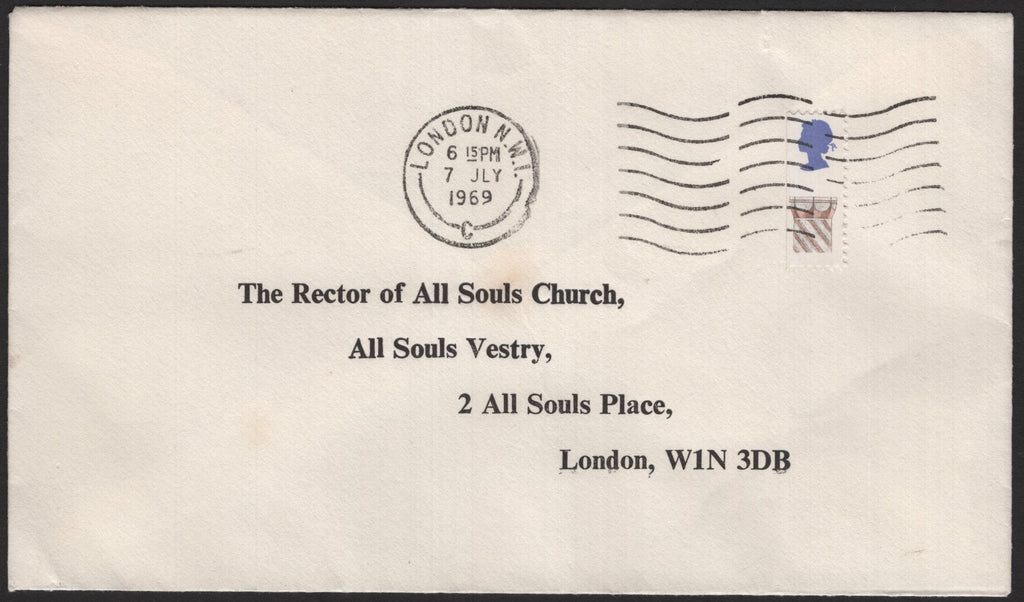 LONDON N.W.1.
6 15PM
7 JLY
1969
C
The Rector of All Souls Church,
All Souls Vestry,
2 All Souls Place,
London, W1N 3DB